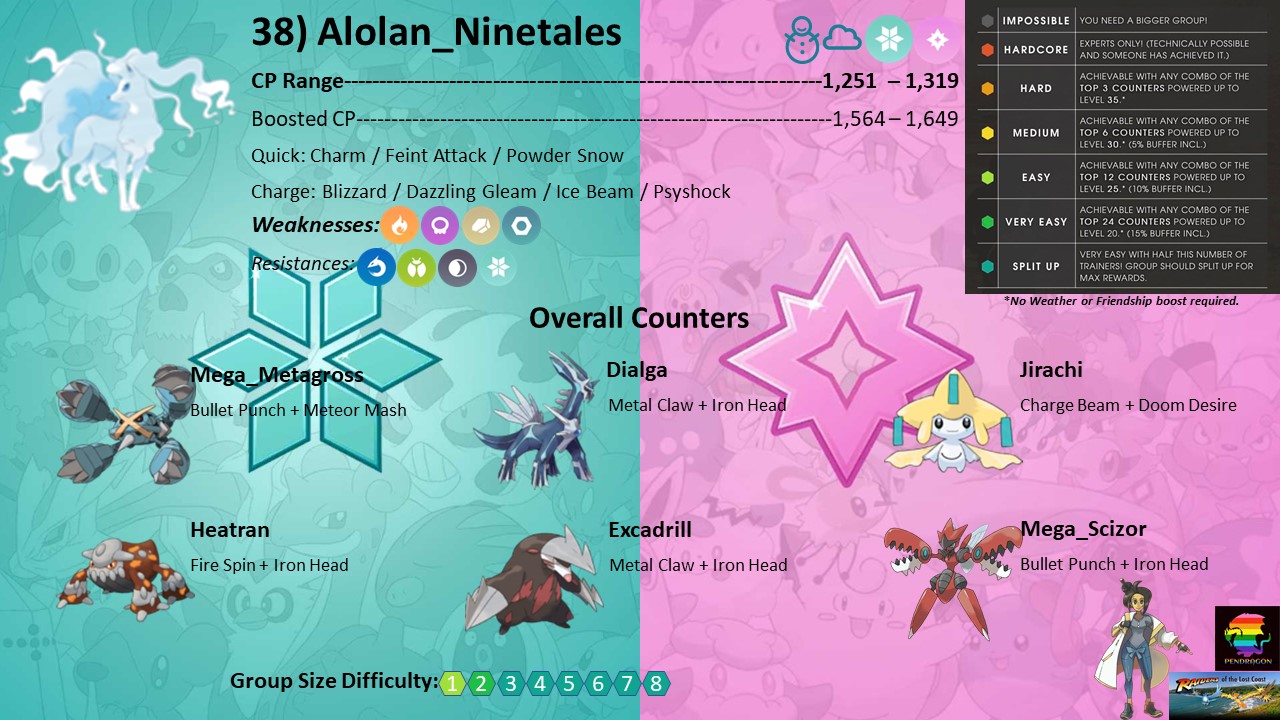 38) Alolan_Ninetales
CP Range--------------------------------------------------------------------1,251 – 1,319
Boosted CP--------------------------------------------------------------------1,564 – 1,649
Quick: Charm / Feint Attack / Powder Snow
Charge: Blizzard / Dazzling Gleam / Ice Beam / Psyshock
Weaknesses:
Resistances:
IMPOSSIBLE YOU NEED A BIGGER GROUP!
HARDCORE EXPERTS ONLY! (TECHNICALLY POSSIBLE
AND SOMEONE HAS ACHIEVED IT.)
HARD ACHIEVABLE WITH ANY COMBO OF THE
TOP 3 COUNTERS POWERED UP TO
LEVEL 35.*
MEDIUM ACHIEVABLE WITH ANY COMBO OF THE
TOP 6 COUNTERS POWERED UP TO
LEVEL 30.* (5% BUFFER INCL.)
EASY ACHIEVABLE WITH ANY COMBO OF THE
TOP 12 COUNTERS POWERED UP TO
LEVEL 25.* (10% BUFFER INCL.)
VERY EASY ACHIEVABLE WITH ANY COMBO OF THE
TOP 24 COUNTERS POWERED UP TO
LEVEL 20.* (15% BUFFER INCL.)
SPLIT UP VERY EASY WITH HALF THIS NUMBER OF
TRAINERS! GROUP SHOULD SPLIT UP FOR
MAX REWARDS.
*No Weather or Friendship boost required.
Overall Counters
Mega_Metagross
Bullet Punch + Meteor Mash
Dialga
Metal Claw + Iron Head
Jirachi
Charge Beam + Doom Desire
Heatran
Fire Spin + Iron Head
Excadrill
Metal Claw + Iron Head
Mega_Scizor
Bullet Punch + Iron Head
Group Size Difficulty: 1 2 3 4 5 6 7 8
PENDRAGON
RAIDERS of the Lost Coast